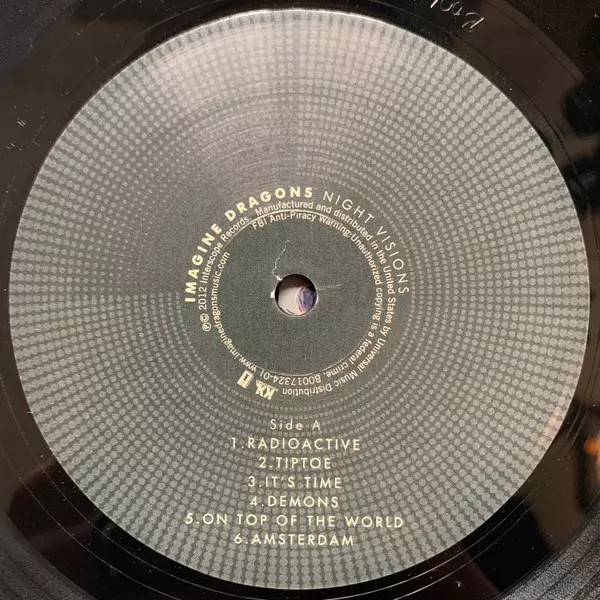 IMAGINE DRAGONS NIGHT VISIONS
℗© 2012 Interscope Records. Manufactured and distributed in the United States by Universal Music Distribution
FBI Anti-Piracy Warning: Unauthorized copying is a federal crime. B0017324-01 www.imaginedragonsmusic.com
Side A
1.RADIOACTIVE
2.TIPTOE
3.IT'S TIME
4.DEMONS
5.ON TOP OF THE WORLD
6.AMSTERDAM